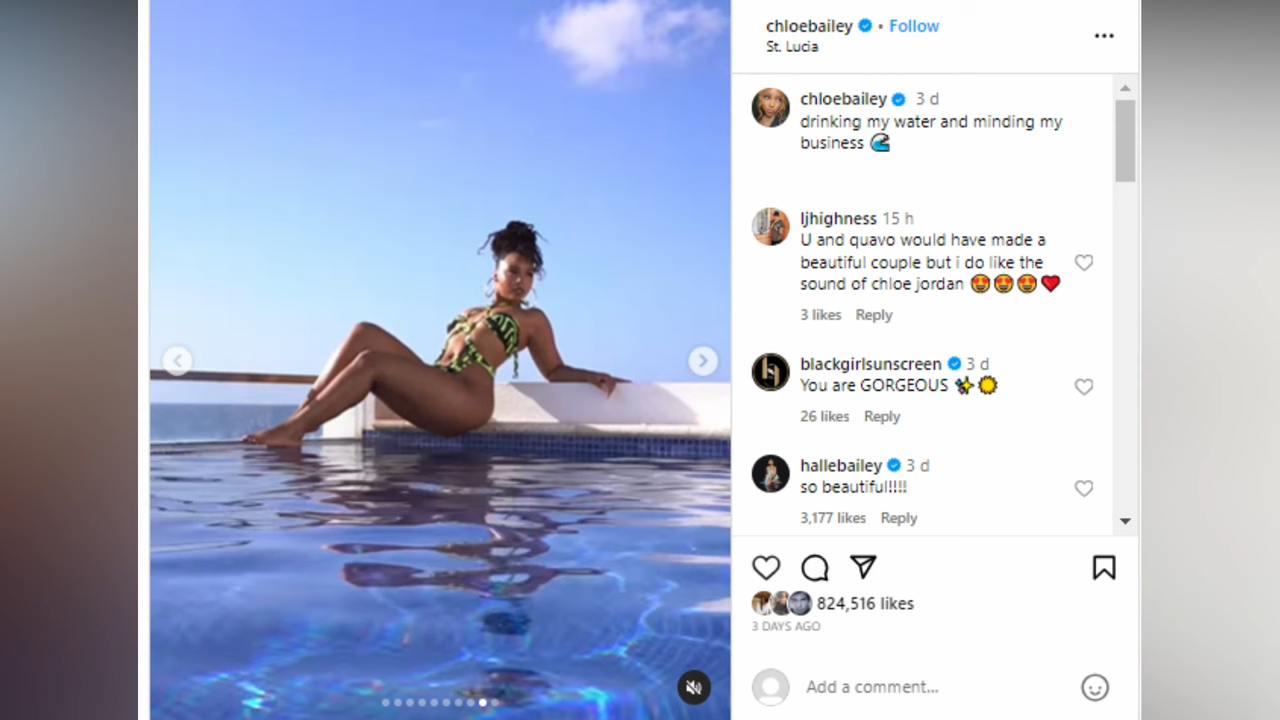 chloebailey • Follow
St. Lucia
chloebailey 3 d
drinking my water and minding my
business 🌊
ljhighness 15 h
U and quavo would have made a
beautiful couple but i do like the
sound of chloe jordan 😍😍😍❤️
3 likes Reply
blackgirlsunscreen 3 d
You are GORGEOUS ✨🌞
26 likes Reply
hallebailey 3 d
so beautiful!!!!
3,177 likes Reply
824,516 likes
3 DAYS AGO
Add a comment...